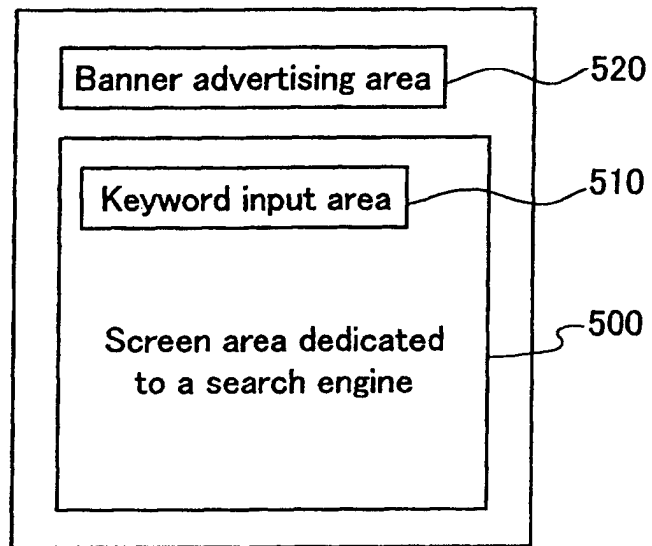 Banner advertising area
520
Keyword input area
510
Screen area dedicated
to a search engine
500